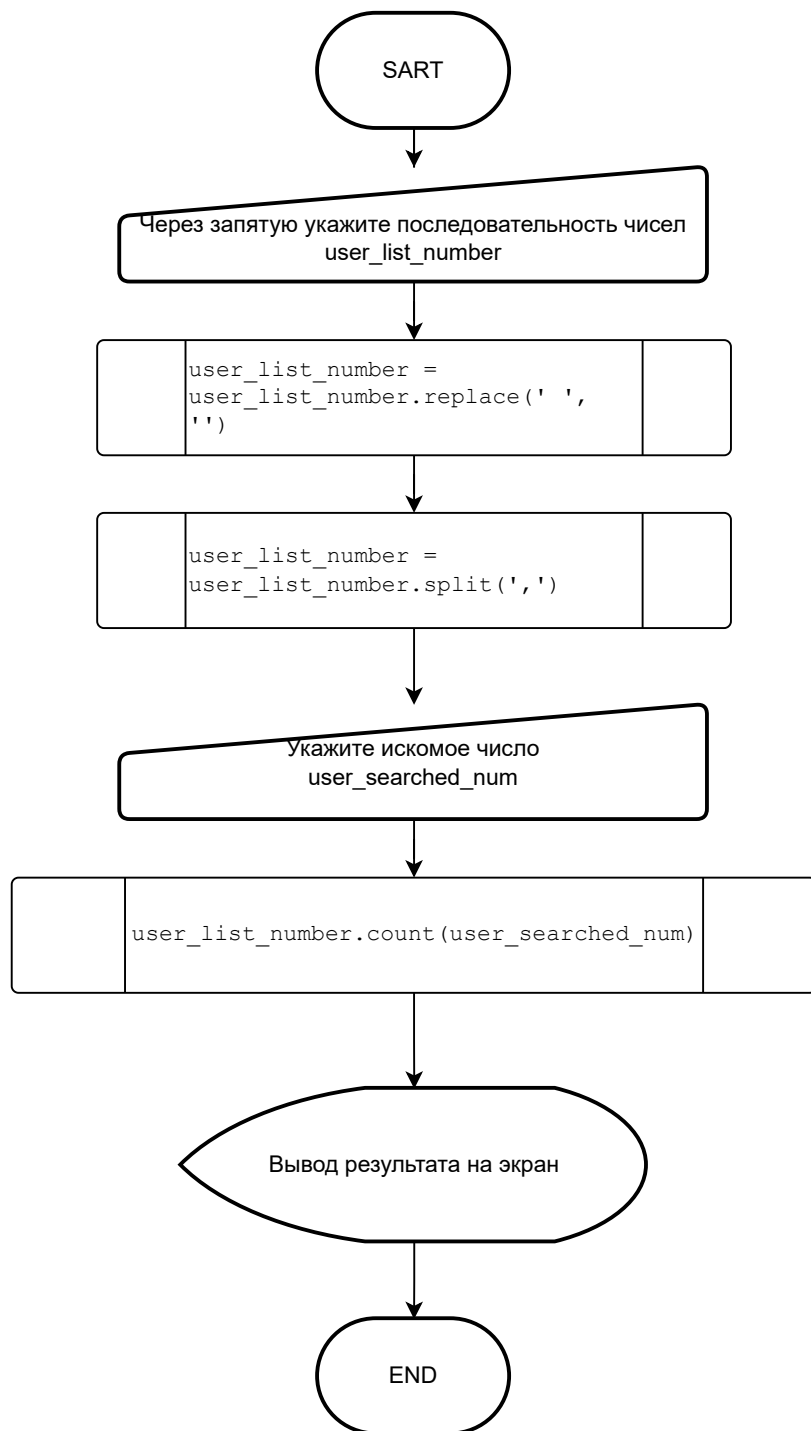 SART
Через запятую укажите последовательность чисел
user_list_number
user_list_number =
user_list_number.replace(' ',
'')
user_list_number =
user_list_number.split(',')
Укажите искомое число
user_searched_num
user_list_number.count(user_searched_num)
Вывод результата на экран
END